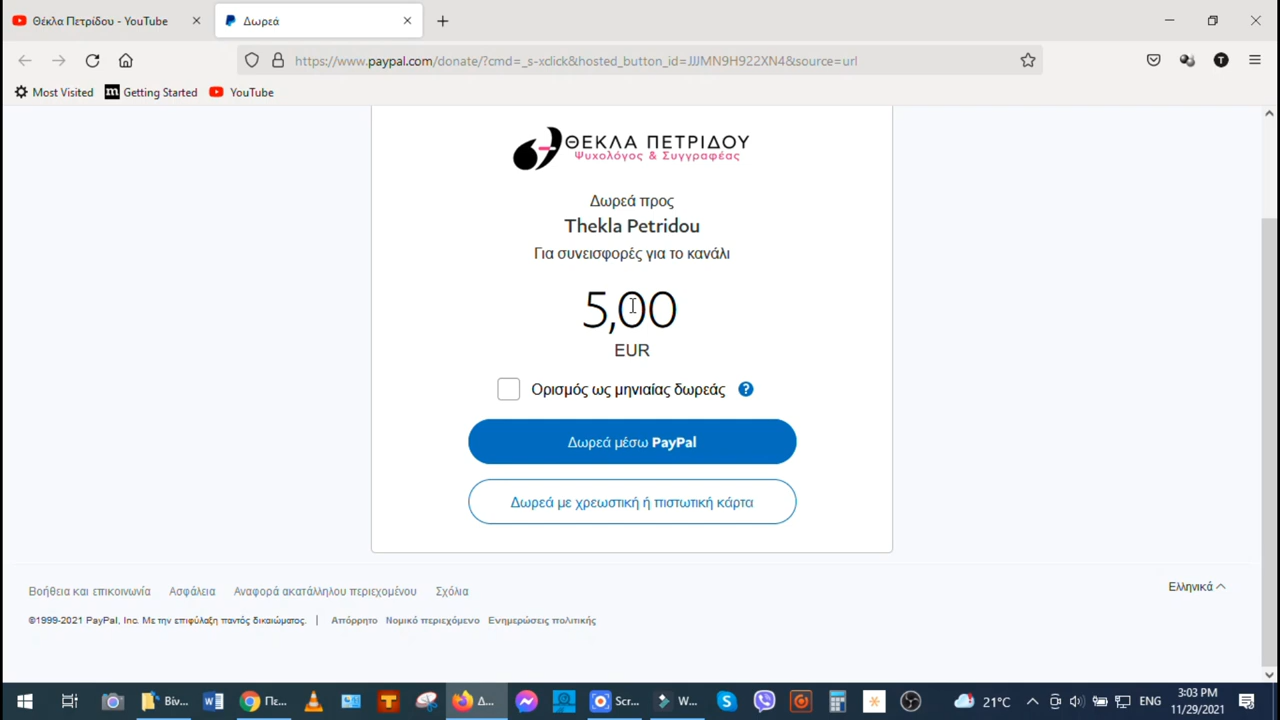 Θέκλα Πετρίδου - YouTube
Δωρεά
https://www.paypal.com/donate/?cmd=_s-xclick&hosted_button_id=JJJMN9H922XN4&source=url
T
Most Visited
m Getting Started
YouTube
ΘΕΚΛΑ ΠΕΤΡΙΔΟΥ
Ψυχολόγος & Συγγραφέας
Δωρεά προς
Thekla Petridou
Για συνεισφορές για το κανάλι
5,00
EUR
Ορισμός ως μηνιαίας δωρεάς ?
Δωρεά μέσω PayPal
Δωρεά με χρεωστική ή πιστωτική κάρτα
Βοήθεια και επικοινωνία Ασφάλεια Αναφορά ακατάλληλου περιεχομένου Σχόλια
Ελληνικά
©1999-2021 PayPal, Inc. Με την επιφύλαξη παντός δικαιώματος. | Απόρρητο Νομικό περιεχόμενο Ενημερώσεις πολιτικής
Βίν... Πε... Δ... Scr... W... 21°C ENG
3:03 PM
11/29/2021